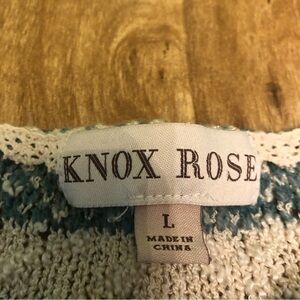 KNOX ROSE
L
MADE IN
CHINA